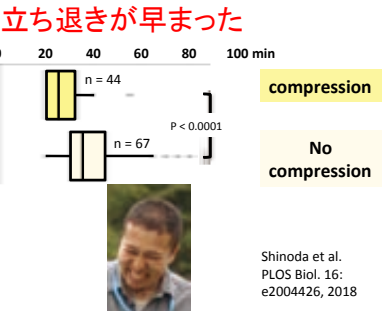 立ち退きが早まった
20 40 60 80 100 min
n = 44
compression
P < 0.0001
n = 67
No
compression
Shinoda et al.
PLOS Biol. 16:
e2004426, 2018